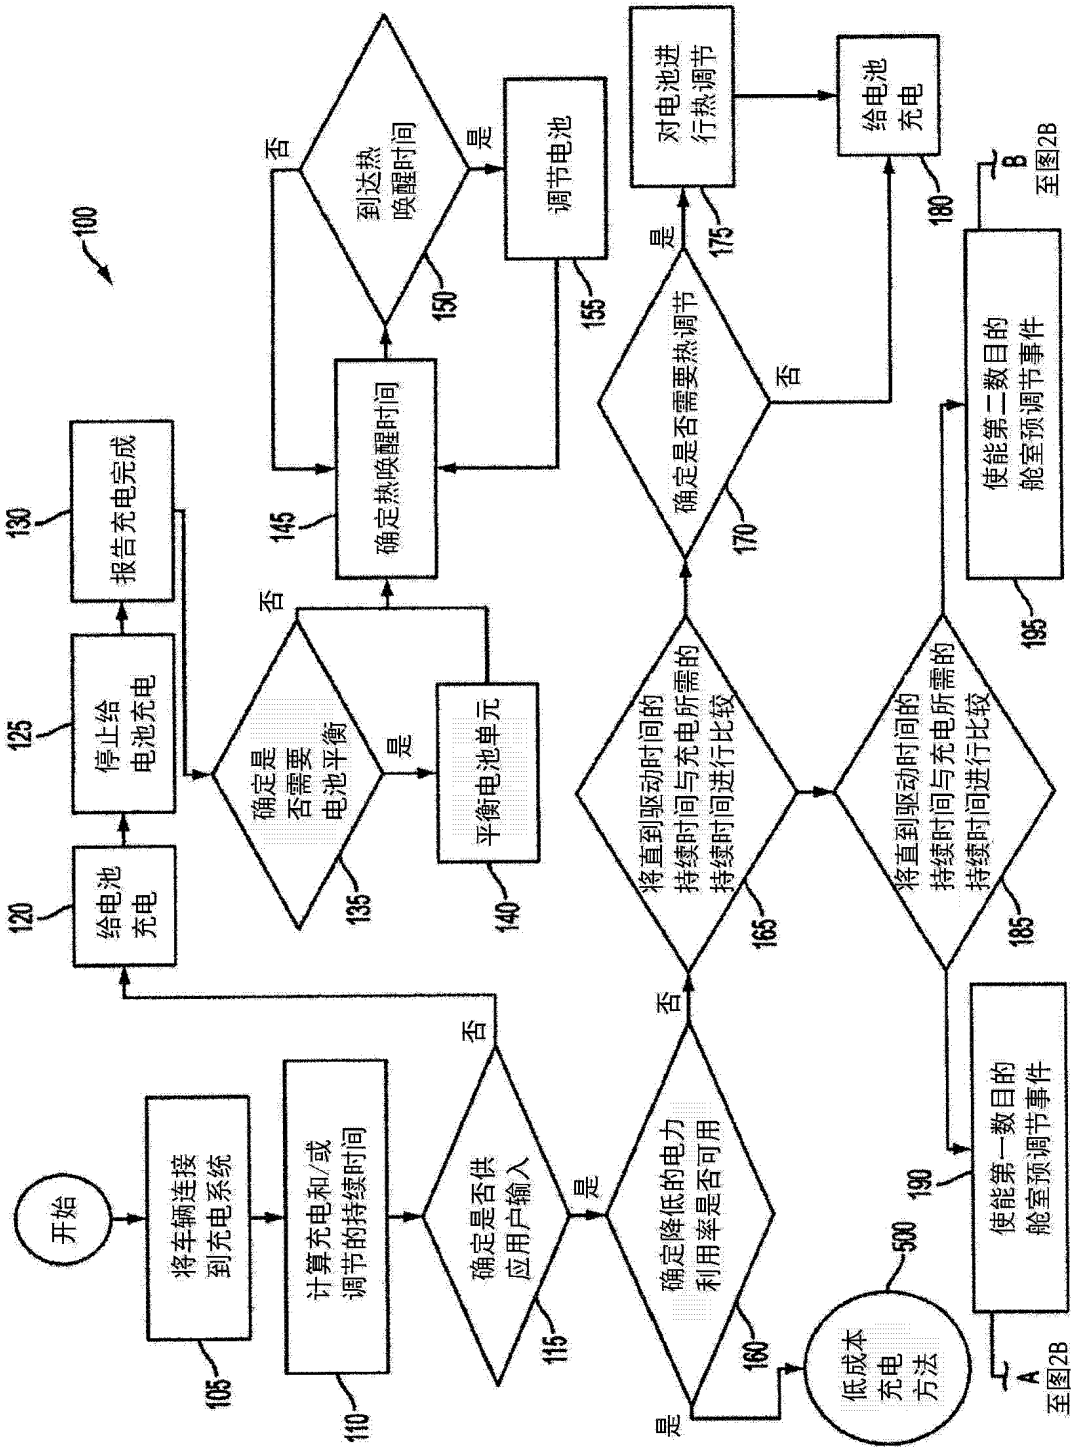 100
开始
将车辆连接
到充电系统
105
计算充电和/或
调节的持续时间
110
确定是否供
应用户输入
115
否
是
给电池
充电
120
停止给
电池充电
125
报告充电完成
130
确定是
否需要
电池平衡
135
否
是
平衡电池单元
140
确定热唤醒时间
145
到达热
唤醒时间
150
否
是
调节电池
155
确定降低的电力
利用率是否可用
160
是
否
低成本
充电
方法
500
将直到驱动时间的
持续时间与充电所需的
持续时间进行比较
165
确定是否需要热调节
170
是
否
对电池进
行热调节
175
给电池
充电
180
将直到驱动时间的
持续时间与充电所需的
持续时间进行比较
185
使能第一数目的
舱室预调节事件
190
A
至图2B
使能第二数目的
舱室预调节事件
195
B
至图2B